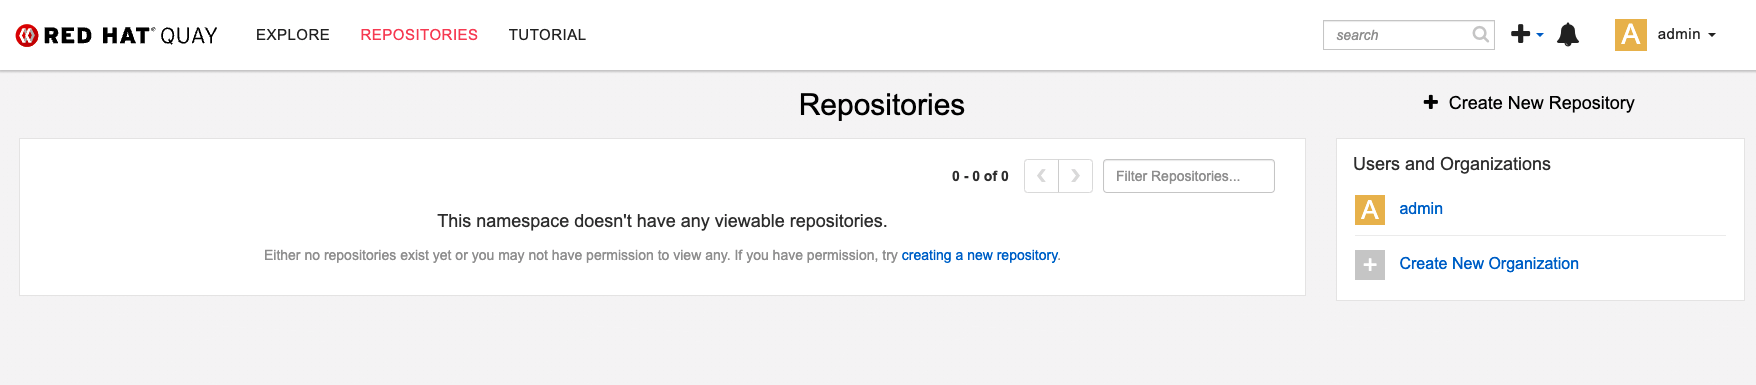 RED HAT® QUAY EXPLORE REPOSITORIES TUTORIAL search A admin
Repositories
+ Create New Repository
0 - 0 of 0 Filter Repositories...
This namespace doesn't have any viewable repositories.
Either no repositories exist yet or you may not have permission to view any. If you have permission, try creating a new repository.
Users and Organizations
A admin
+ Create New Organization